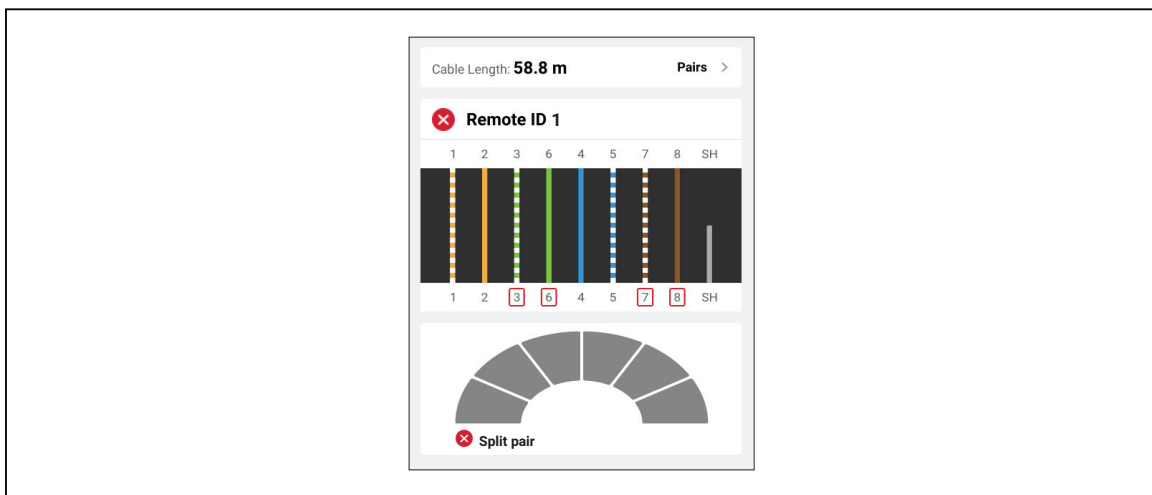 Cable Length: 58.8 m Pairs >
Remote ID 1
1 2 3 6 4 5 7 8 SH
1 2 3 6 4 5 7 8 SH
Split pair